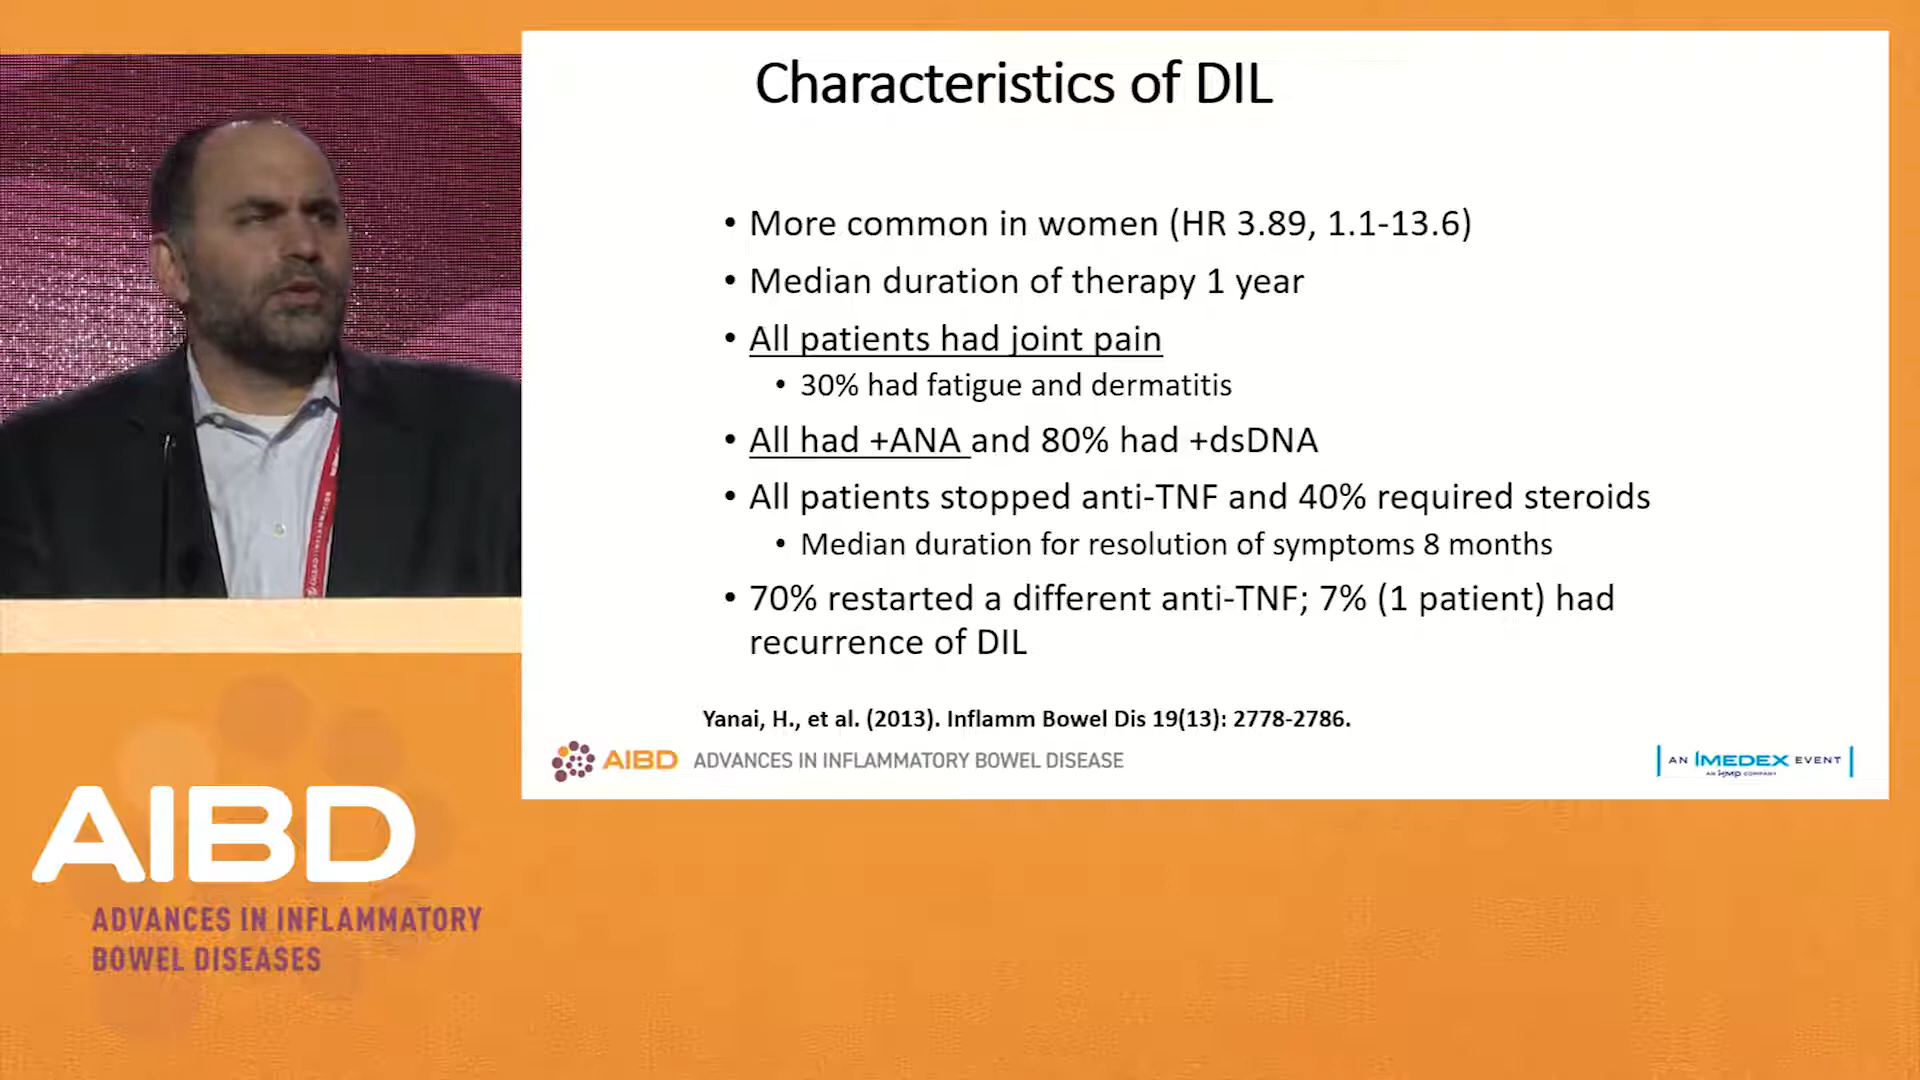 Characteristics of DIL
• More common in women (HR 3.89, 1.1-13.6)
• Median duration of therapy 1 year
• All patients had joint pain
• 30% had fatigue and dermatitis
• All had +ANA and 80% had +dsDNA
• All patients stopped anti-TNF and 40% required steroids
• Median duration for resolution of symptoms 8 months
• 70% restarted a different anti-TNF; 7% (1 patient) had
recurrence of DIL
Yanai, H., et al. (2013). Inflamm Bowel Dis 19(13): 2778-2786.
AIBD ADVANCES IN INFLAMMATORY BOWEL DISEASE
AN IMEDEX EVENT
AN HMP COMPANY
AIBD
ADVANCES IN INFLAMMATORY
BOWEL DISEASES